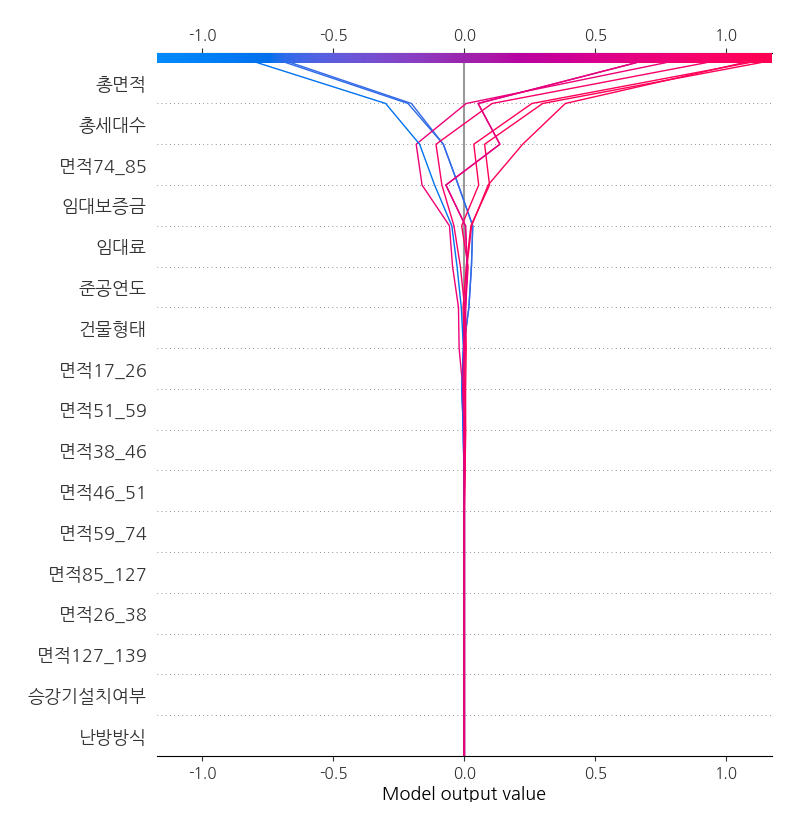 -1.0 -0.5 0.0 0.5 1.0
총면적
총세대수
면적74_85
임대보증금
임대료
준공연도
건물형태
면적17_26
면적51_59
면적38_46
면적46_51
면적59_74
면적85_127
면적26_38
면적127_139
승강기설치여부
난방방식
-1.0 -0.5 0.0 0.5 1.0
Model output value